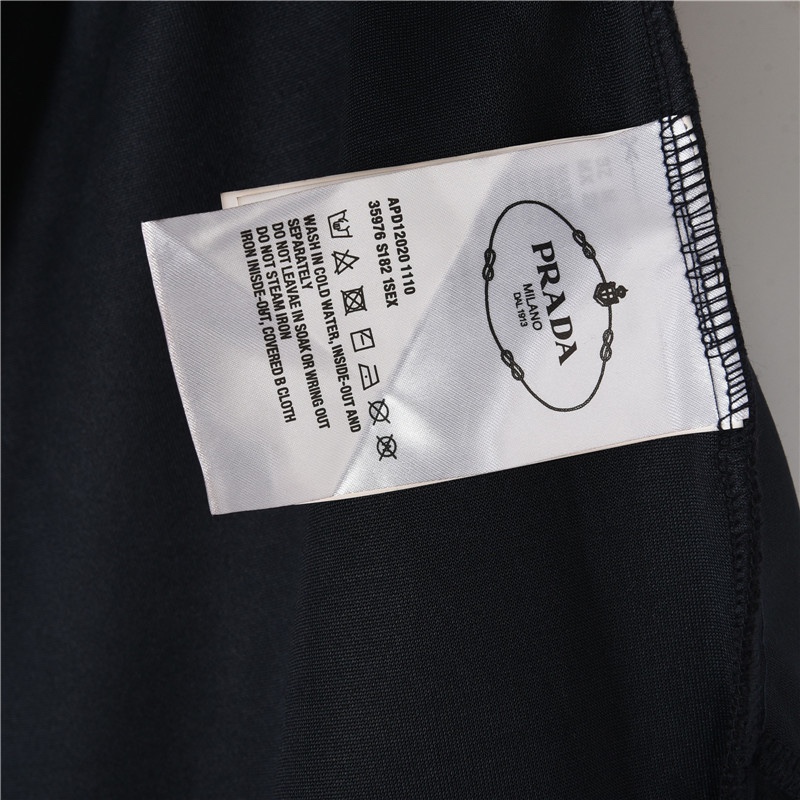 PRADA
MILANO
DAL 1913
APD12020 1110
35976 S182 1SEX
WASH IN COLD WATER, INSIDE-OUT AND
SEPARATELY
DO NOT LEAVAE IN SOAK OR WRING OUT
DO NOT STEAM IRON
IRON INISDE-OUT, COVERED B CLOTH